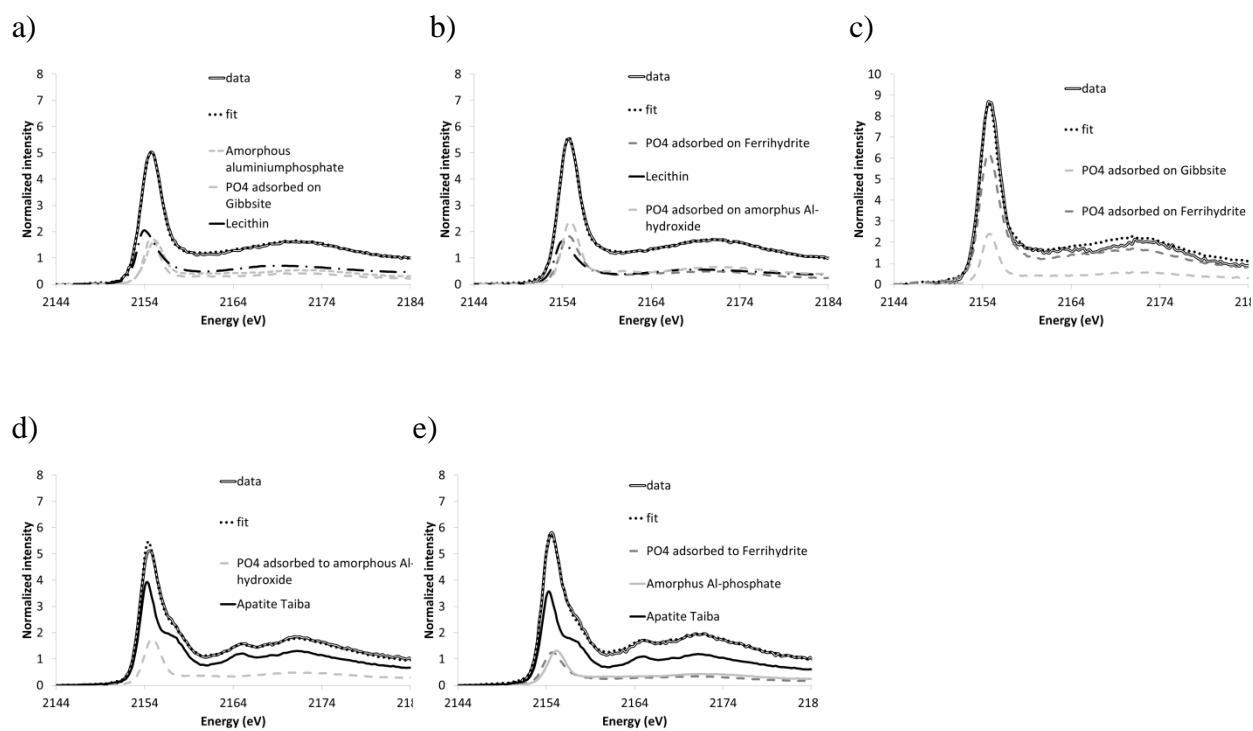 a)
8
7
6
5
4
3
2
1
0
Normalized intensity
data
fit
Amorphous
aluminiumphosphate
PO4 adsorbed on
Gibbsite
Lecithin
2144 2154 2164 2174 2184
Energy (eV)
b)
8
7
6
5
4
3
2
1
0
Normalized intensity
data
fit
PO4 adsorbed on Ferrihydrite
Lecithin
PO4 adsorbed on amorphus Al-
hydroxide
2144 2154 2164 2174 2184
Energy (eV)
c)
10
9
8
7
6
5
4
3
2
1
0
Normalized intensity
data
fit
PO4 adsorbed on Gibbsite
PO4 adsorbed on Ferrihydrite
2144 2154 2164 2174 218
Energy (eV)
d)
8
7
6
5
4
3
2
1
0
Normalized intensity
data
fit
PO4 adsorbed to amorphous Al-
hydroxide
Apatite Taiba
2144 2154 2164 2174 218
Energy (eV)
e)
8
7
6
5
4
3
2
1
0
Normalized intensity
data
fit
PO4 adsorbed to Ferrihydrite
Amorphus Al-phosphate
Apatite Taiba
2144 2154 2164 2174 218
Energy (eV)